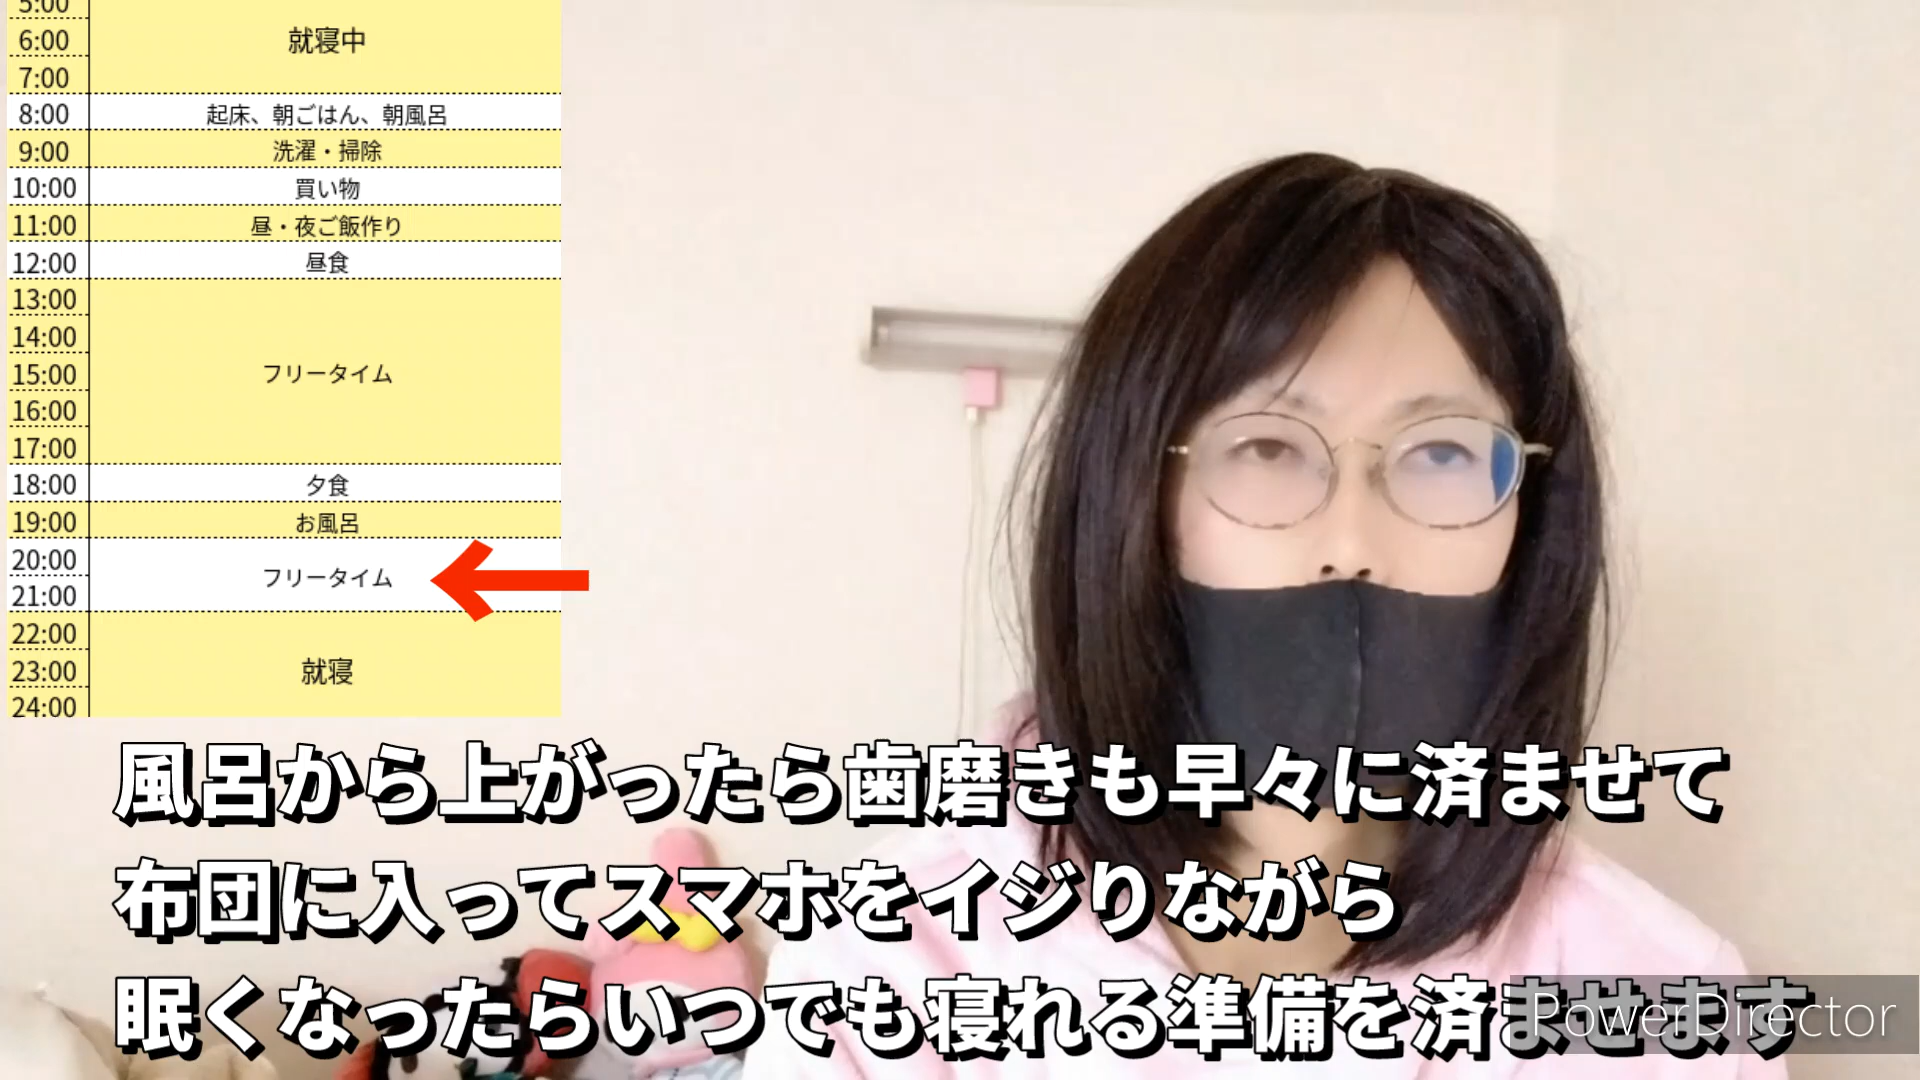 5:00
6:00
就寝中
7:00
8:00 起床、朝ごはん、朝風呂
9:00 洗濯・掃除
10:00 買い物
11:00 昼・夜ご飯作り
12:00 昼食
13:00
14:00
15:00 フリータイム
16:00
17:00
18:00 夕食
19:00 お風呂
20:00
フリータイム
21:00
22:00
23:00 就寝
24:00
風呂から上がったら歯磨きも早々に済ませて
布団に入ってスマホをイジりながら
眠くなったらいつでも寝れる準備を済ませます
PowerDirector